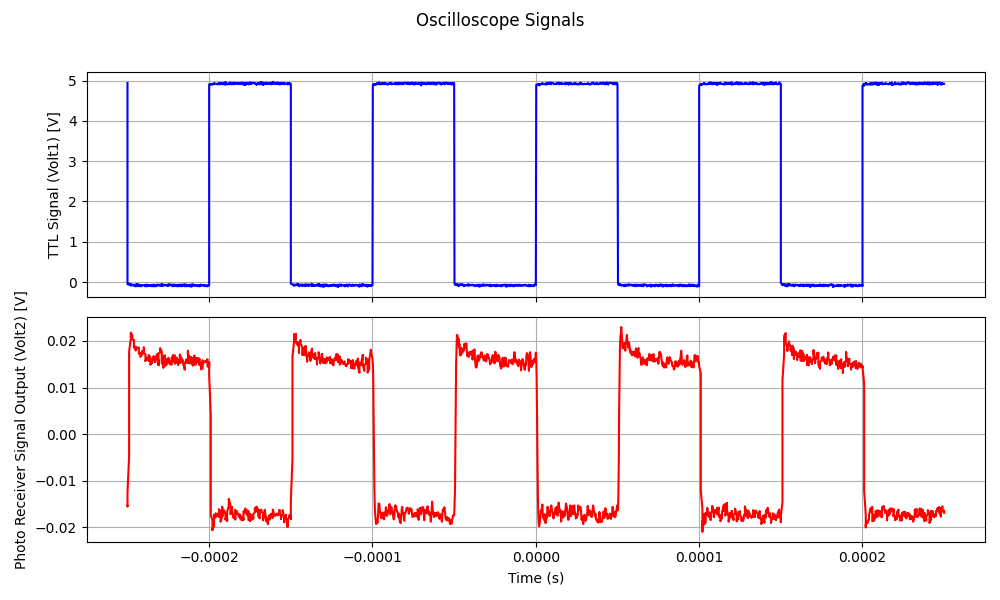 Oscilloscope Signals
TTL Signal (Volt1) [V]
5
4
3
2
1
0
Photo Receiver Signal Output (Volt2) [V]
0.02
0.01
0.00
−0.01
−0.02
−0.0002 −0.0001 0.0000 0.0001 0.0002
Time (s)